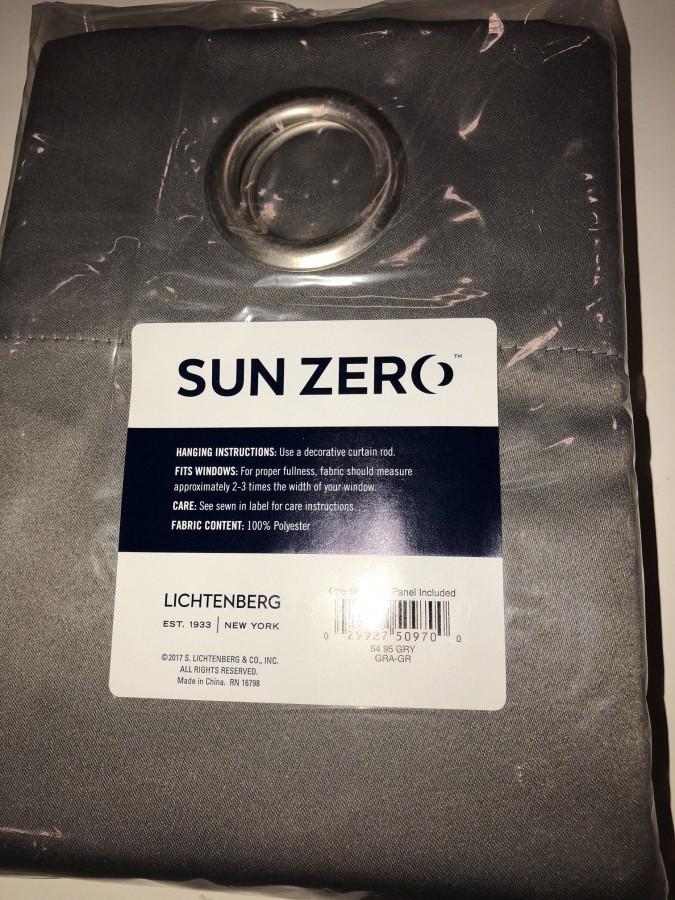 SUN ZERO™
HANGING INSTRUCTIONS: Use a decorative curtain rod.
FITS WINDOWS: For proper fullness, fabric should measure
approximately 2-3 times the width of your window.
CARE: See sewn in label for care instructions.
FABRIC CONTENT: 100% Polyester
LICHTENBERG
EST. 1933 | NEW YORK
©2017 S. LICHTENBERG & CO., INC.
ALL RIGHTS RESERVED.
Made in China. RN 16798
Panel Included
0 29927 50970 0
54 95 GRY
GRA-GR